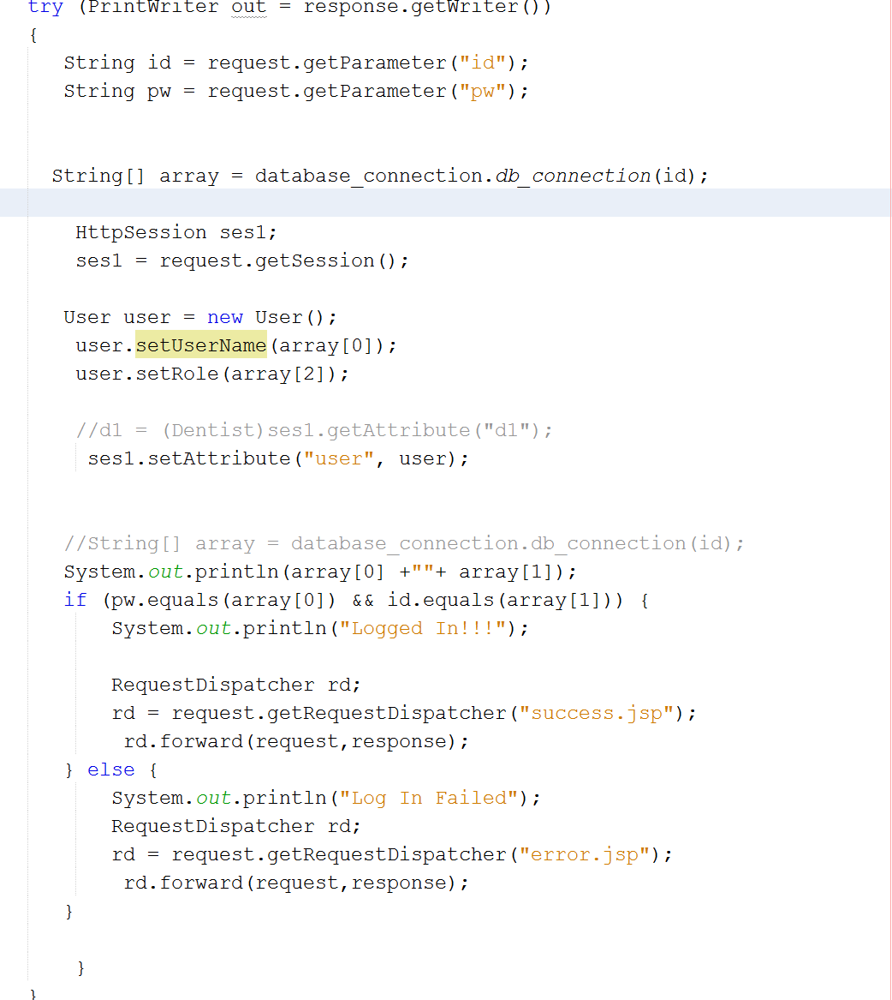 try (PrintWriter out = response.getWriter())
{
String id = request.getParameter("id");
String pw = request.getParameter("pw");
String[] array = database_connection.db_connection(id);
HttpSession ses1;
ses1 = request.getSession();
User user = new User();
user.setUserName(array[0]);
user.setRole(array[2]);
//d1 = (Dentist)ses1.getAttribute("d1");
ses1.setAttribute("user", user);
//String[] array = database_connection.db_connection(id);
System.out.println(array[0] +""+ array[1]);
if (pw.equals(array[0]) && id.equals(array[1])) {
System.out.println("Logged In!!!");
RequestDispatcher rd;
rd = request.getRequestDispatcher("success.jsp");
rd.forward(request,response);
} else {
System.out.println("Log In Failed");
RequestDispatcher rd;
rd = request.getRequestDispatcher("error.jsp");
rd.forward(request,response);
}
}
}